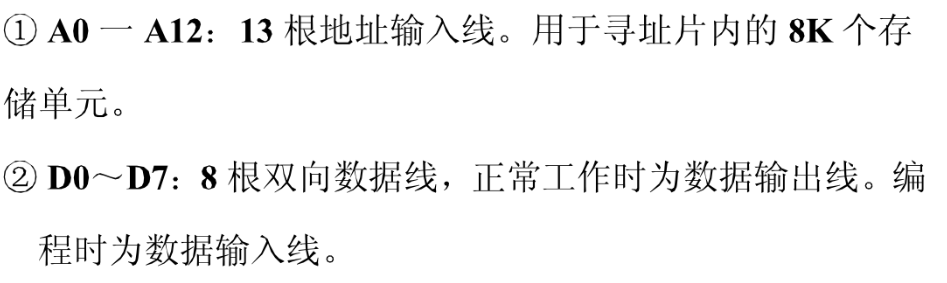 ① A0 一 A12：13 根地址输入线。用于寻址片内的 8K 个存
储单元。
② D0～D7：8 根双向数据线，正常工作时为数据输出线。编
程时为数据输入线。